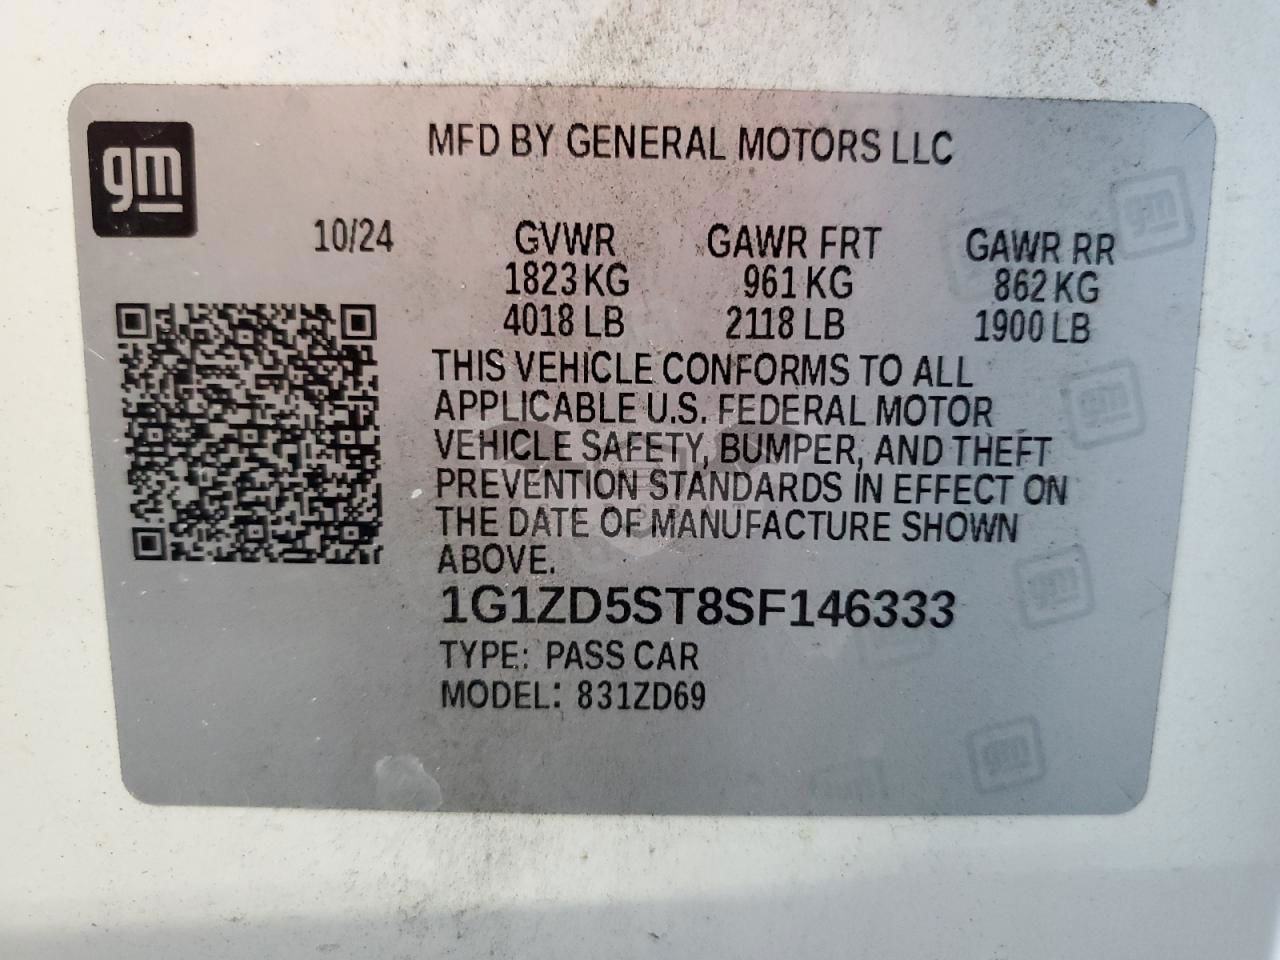 gm
MFD BY GENERAL MOTORS LLC
10/24 GVWR GAWR FRT GAWR RR
1823 KG 961 KG 862 KG
4018 LB 2118 LB 1900 LB
THIS VEHICLE CONFORMS TO ALL
APPLICABLE U.S. FEDERAL MOTOR
VEHICLE SAFETY, BUMPER, AND THEFT
PREVENTION STANDARDS IN EFFECT ON
THE DATE OF MANUFACTURE SHOWN
ABOVE.
1G1ZD5ST8SF146333
TYPE: PASS CAR
MODEL: 831ZD69